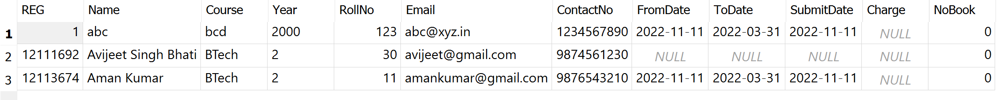 REG Name Course Year RollNo Email ContactNo FromDate ToDate SubmitDate Charge NoBook
1 1 abc bcd 2000 123 abc@xyz.in 1234567890 2022-11-11 2022-03-31 2022-11-11 NULL 0
2 12111692 Avijeet Singh Bhati BTech 2 30 avijeet@gmail.com 9874561230 NULL NULL NULL NULL 0
3 12113674 Aman Kumar BTech 2 11 amankumar@gmail.com 9876543210 2022-11-11 2022-03-31 2022-11-11 NULL 0